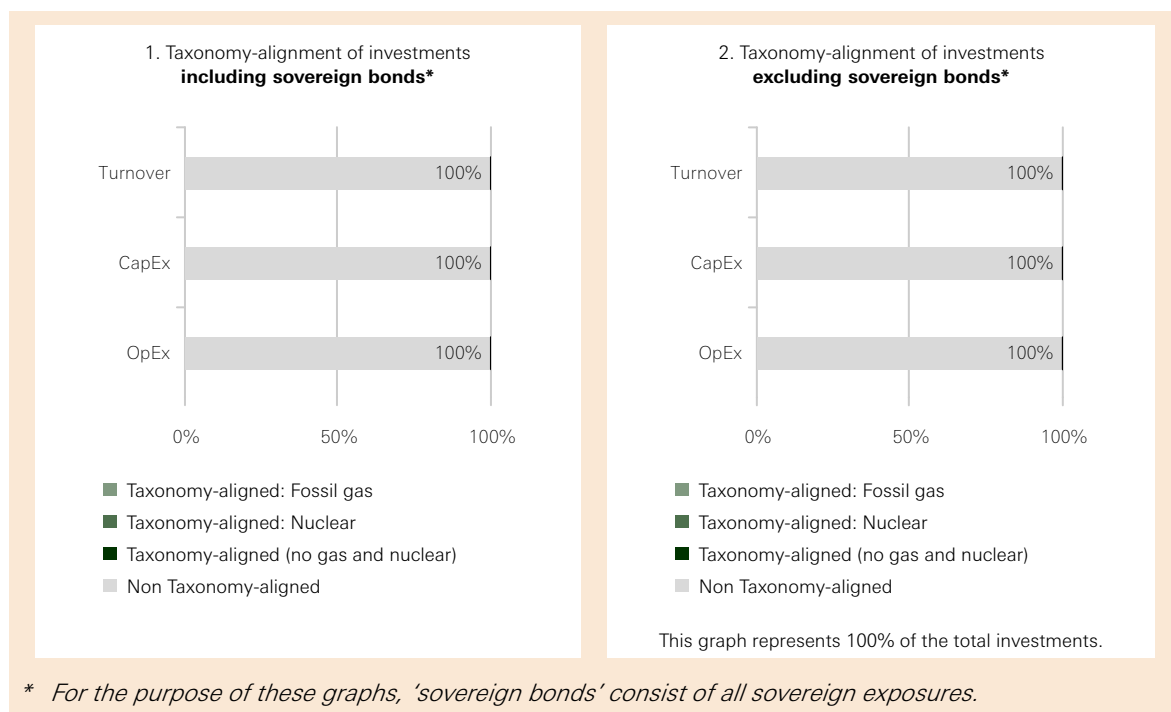 1. Taxonomy-alignment of investments
including sovereign bonds*
Turnover 100%
CapEx 100%
OpEx 100%
0% 50% 100%
Taxonomy-aligned: Fossil gas
Taxonomy-aligned: Nuclear
Taxonomy-aligned (no gas and nuclear)
Non Taxonomy-aligned
2. Taxonomy-alignment of investments
excluding sovereign bonds*
Turnover 100%
CapEx 100%
OpEx 100%
0% 50% 100%
Taxonomy-aligned: Fossil gas
Taxonomy-aligned: Nuclear
Taxonomy-aligned (no gas and nuclear)
Non Taxonomy-aligned
This graph represents 100% of the total investments.
* For the purpose of these graphs, ‘sovereign bonds’ consist of all sovereign exposures.